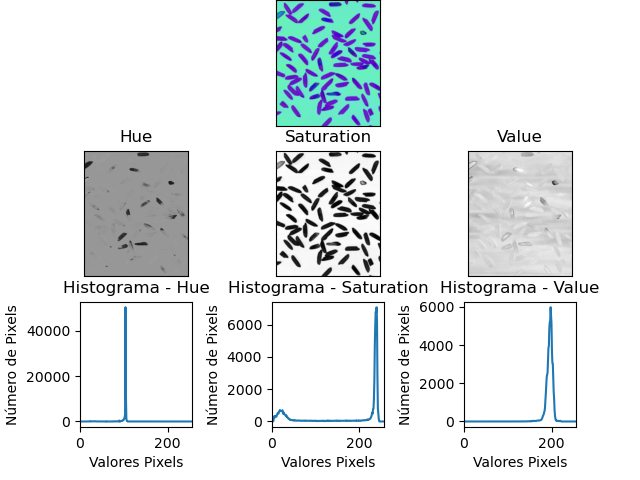 Hue
Saturation
Value
Histograma - Hue
Histograma - Saturation
Histograma - Value
Número de Pixels
40000
20000
0
0
200
Valores Pixels
Número de Pixels
6000
4000
2000
0
0
200
Valores Pixels
Número de Pixels
6000
4000
2000
0
0
200
Valores Pixels